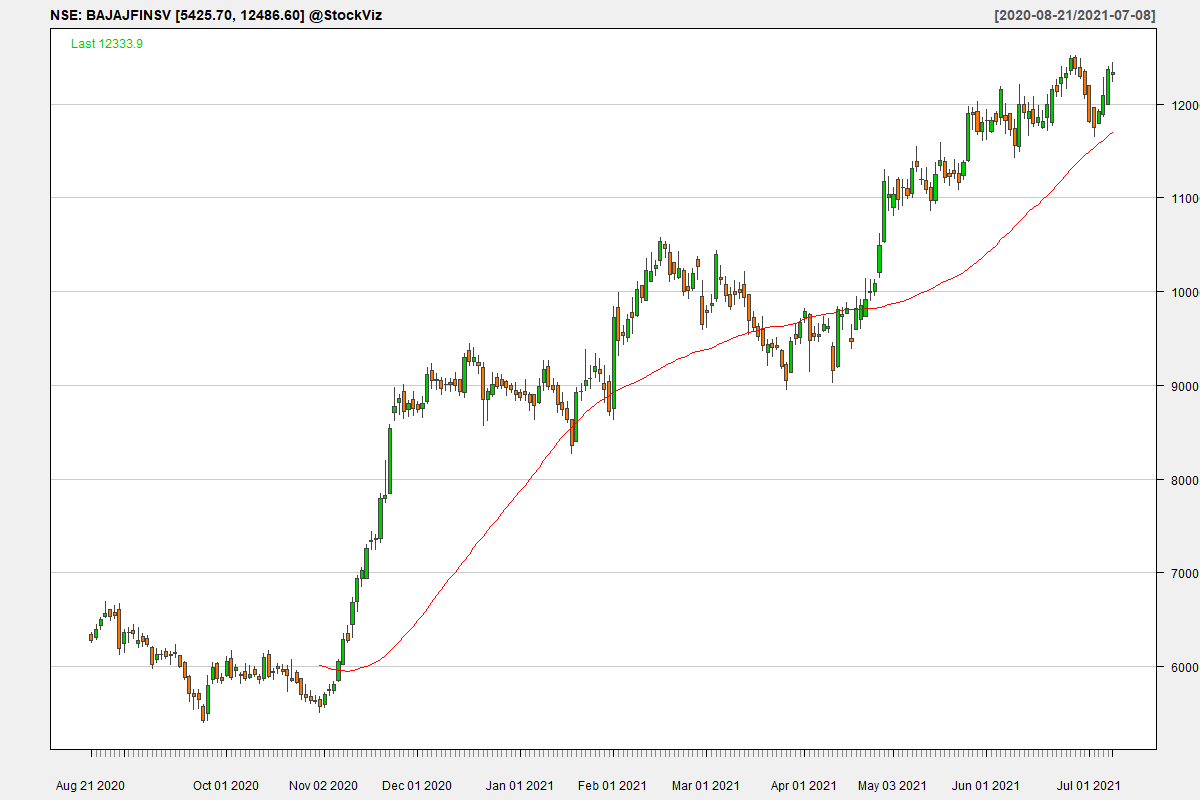 NSE: BAJAJFINSV [5425.70, 12486.60] @StockViz [2020-08-21/2021-07-08]
Last 12333.9
1200
1100
1000
9000
8000
7000
6000
Aug 21 2020 Oct 01 2020 Nov 02 2020 Dec 01 2020 Jan 01 2021 Feb 01 2021 Mar 01 2021 Apr 01 2021 May 03 2021 Jun 01 2021 Jul 01 2021